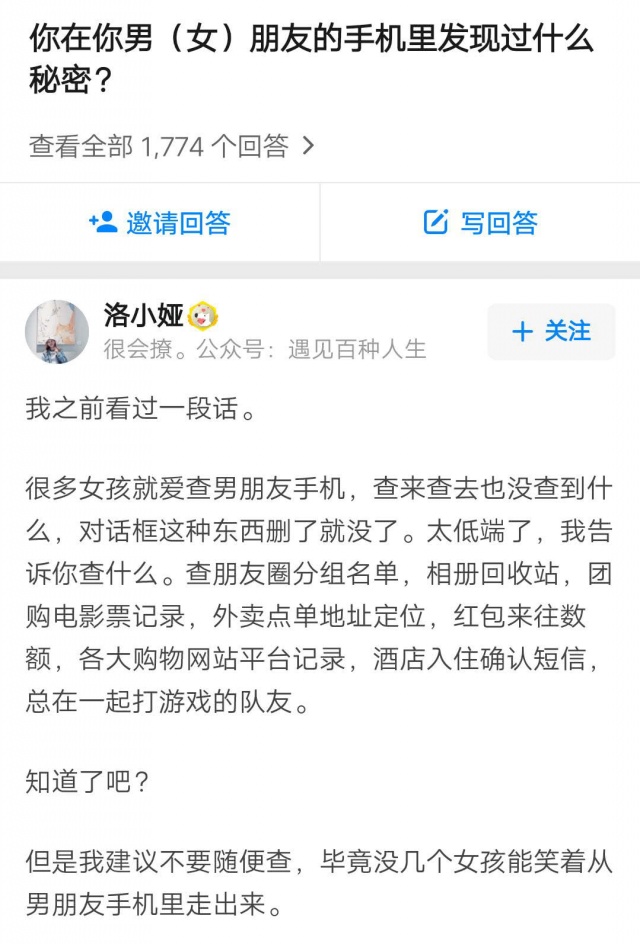 你在你男（女）朋友的手机里发现过什么
秘密？
查看全部 1,774 个回答
邀请回答
写回答
洛小娅
很会撩。公众号：遇见百种人生
＋ 关注
我之前看过一段话。
很多女孩就爱查男朋友手机，查来查去也没查到什
么，对话框这种东西删了就没了。太低端了，我告
诉你查什么。查朋友圈分组名单，相册回收站，团
购电影票记录，外卖点单地址定位，红包来往数
额，各大购物网站平台记录，酒店入住确认短信，
总在一起打游戏的队友。
知道了吧？
但是我建议不要随便查，毕竟没几个女孩能笑着从
男朋友手机里走出来。